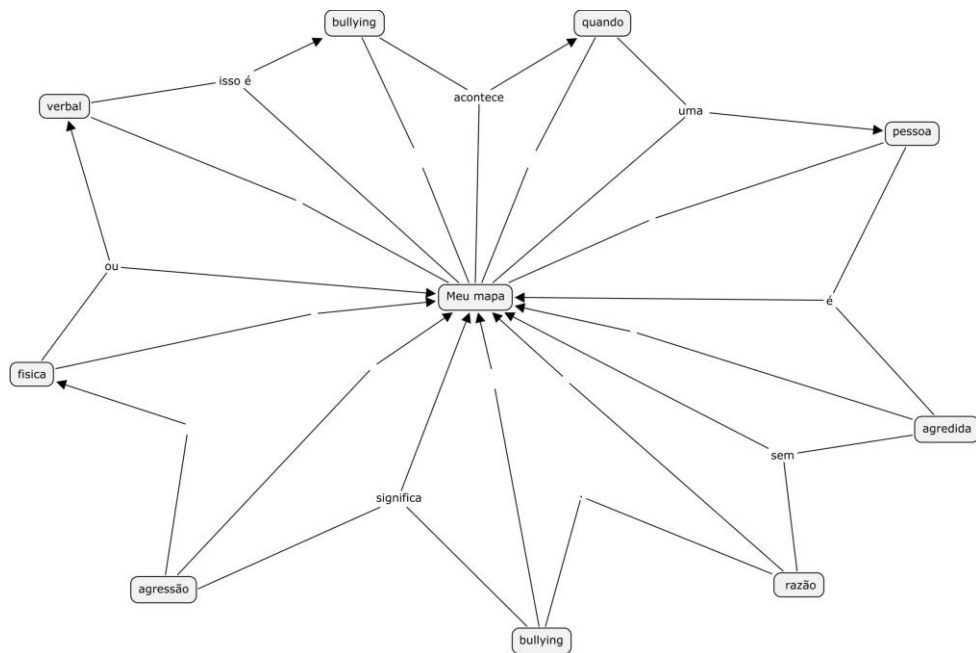 bullying
quando
isso é
acontece
verbal
uma
pessoa
ou
Meu mapa
é
fisica
agredida
sem
significa
agressão
razão
bullying